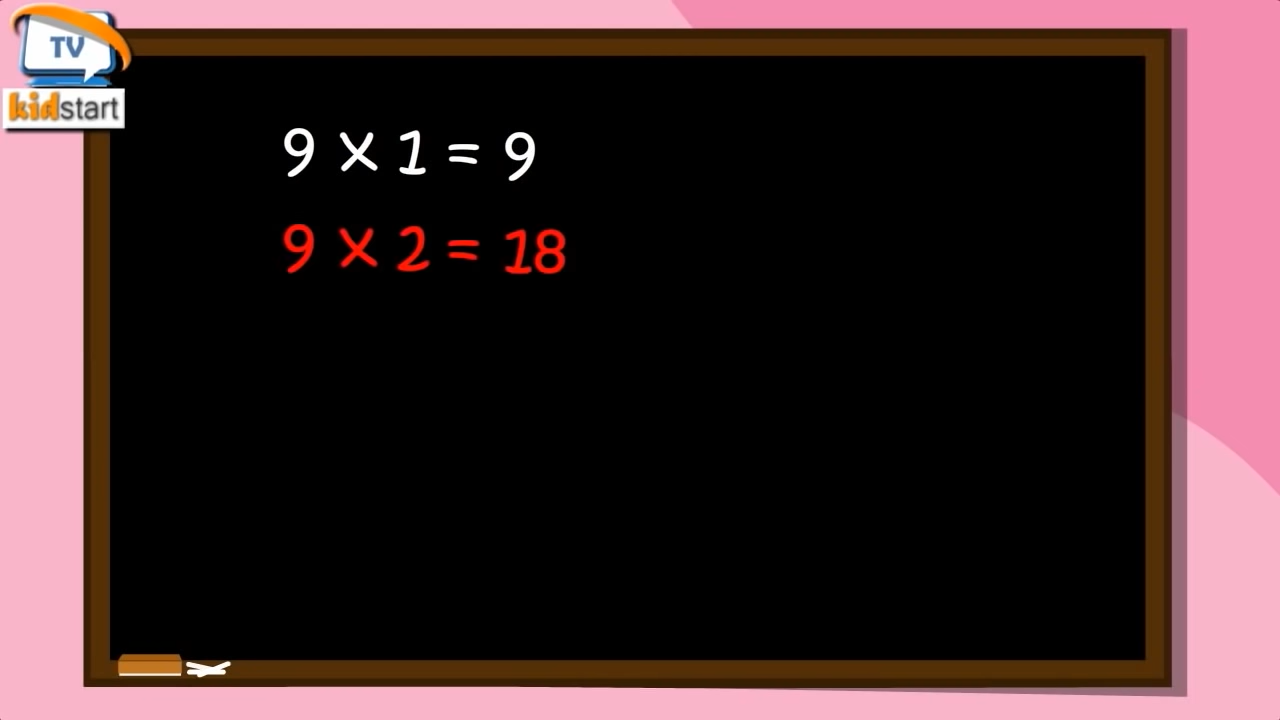 TV
kidstart
9 X 1 = 9
9 X 2 = 18